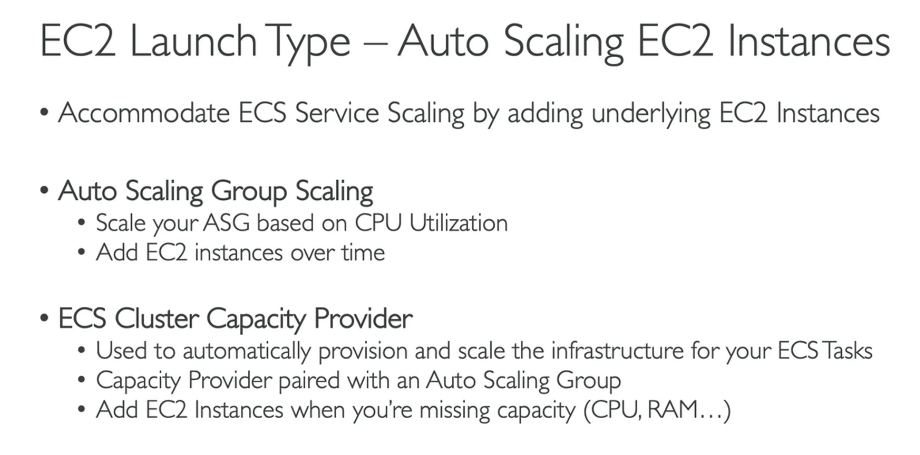 EC2 Launch Type – Auto Scaling EC2 Instances
• Accommodate ECS Service Scaling by adding underlying EC2 Instances
• Auto Scaling Group Scaling
• Scale your ASG based on CPU Utilization
• Add EC2 instances over time
• ECS Cluster Capacity Provider
• Used to automatically provision and scale the infrastructure for your ECS Tasks
• Capacity Provider paired with an Auto Scaling Group
• Add EC2 Instances when you're missing capacity (CPU, RAM…)